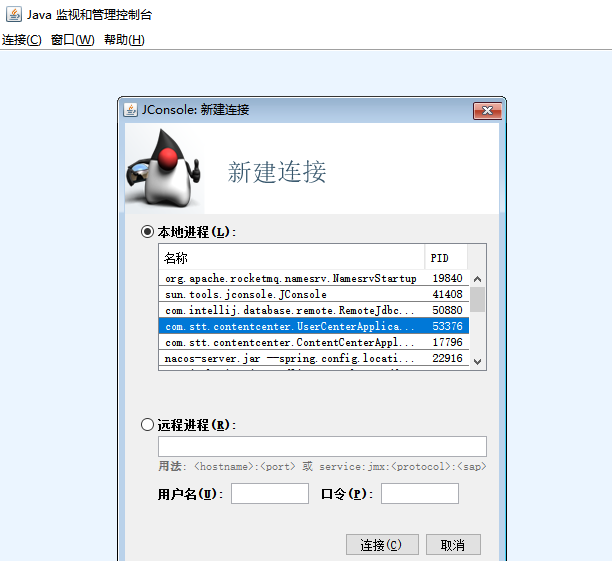 Java 监视和管理控制台
连接(C) 窗口(W) 帮助(H)
JConsole: 新建连接
新建连接
本地进程(L):
名称 PID
org.apache.rocketmq.namesrv.NamesrvStartup 19840
sun.tools.jconsole.JConsole 41408
com.intellij.database.remote.RemoteJdbc... 50880
com.stt.contentcenter.UserCenterApplica... 53376
com.stt.contentcenter.ContentCenterAppl... 17796
nacos-server.jar --spring.config.locati... 22916
远程进程(R):
用法: <hostname>:<port> 或 service:jmx:<protocol>:<sap>
用户名(U): 口令(P):
连接(C) 取消